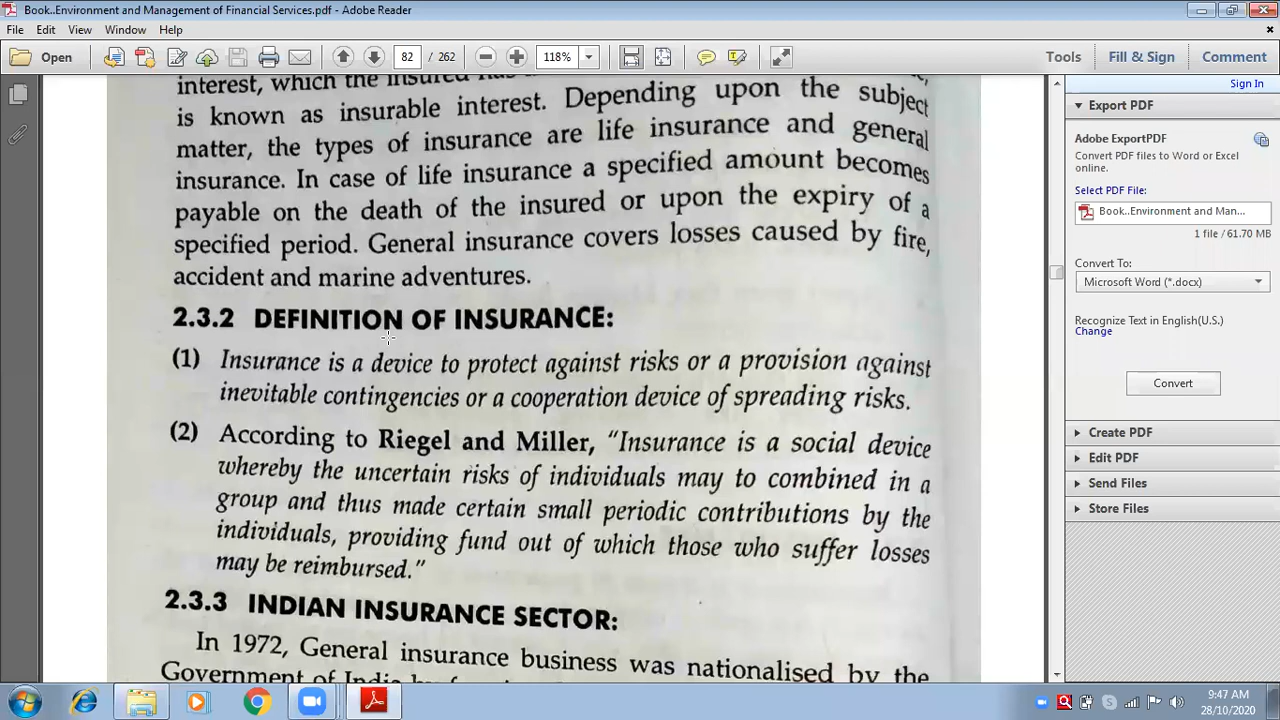 Book..Environment and Management of Financial Services.pdf - Adobe Reader
File Edit View Window Help
Open 82 / 262 118% Tools Fill & Sign Comment
Sign In
interest, which the insured has
is known as insurable interest. Depending upon the subject
matter, the types of insurance are life insurance and general
insurance. In case of life insurance a specified amount becomes
payable on the death of the insured or upon the expiry of a
specified period. General insurance covers losses caused by fire,
accident and marine adventures.
2.3.2 DEFINITION OF INSURANCE:
(1) Insurance is a device to protect against risks or a provision against
inevitable contingencies or a cooperation device of spreading risks.
(2) According to Riegel and Miller, "Insurance is a social device
whereby the uncertain risks of individuals may to combined in a
group and thus made certain small periodic contributions by the
individuals, providing fund out of which those who suffer losses
may be reimbursed."
2.3.3 INDIAN INSURANCE SECTOR:
In 1972, General insurance business was nationalised by the
Government of India
Export PDF
Adobe ExportPDF
Convert PDF files to Word or Excel
online.
Select PDF File:
Book..Environment and Man...
1 file / 61.70 MB
Convert To:
Microsoft Word (*.docx)
Recognize Text in English(U.S.)
Change
Convert
Create PDF
Edit PDF
Send Files
Store Files
9:47 AM
28/10/2020